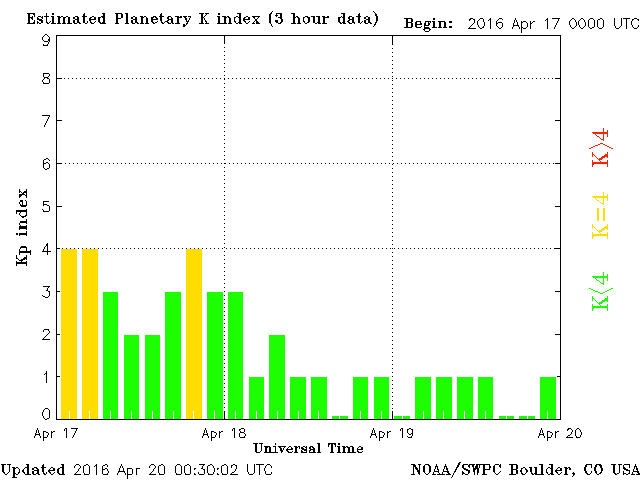 Estimated Planetary K index (3 hour data) Begin: 2016 Apr 17 0000 UTC
9
8
7
6
5
4
3
2
1
0
Kp index
K>4
K=4
K<4
Apr 17 Apr 18 Apr 19 Apr 20
Universal Time
Updated 2016 Apr 20 00:30:02 UTC NOAA/SWPC Boulder, CO USA